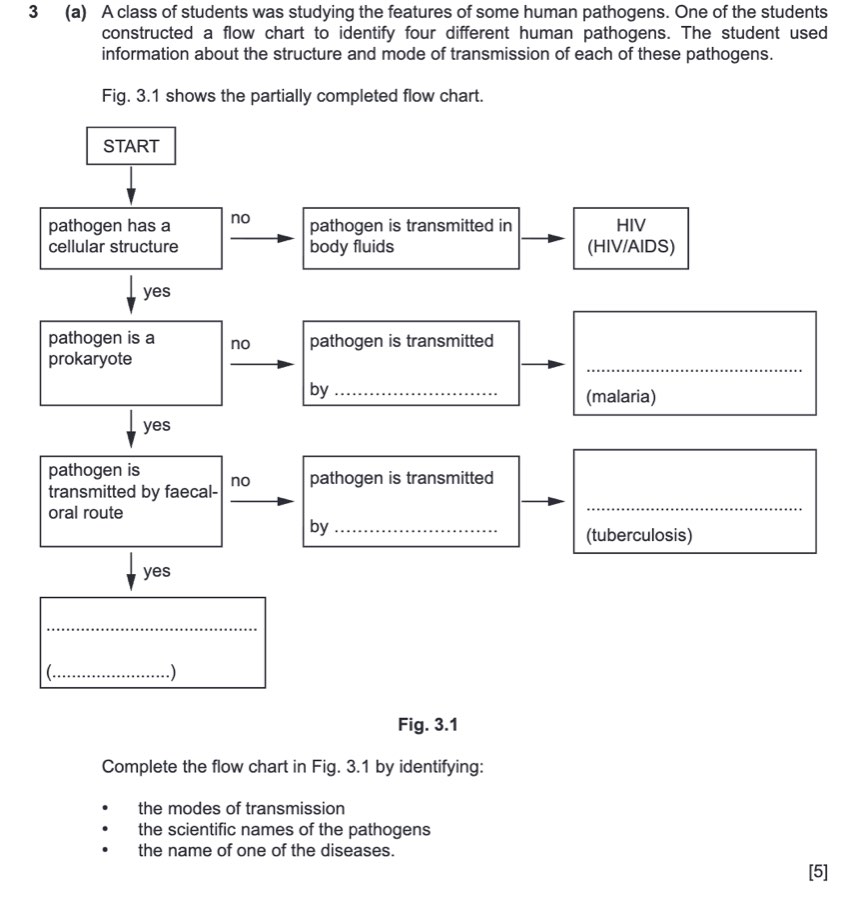 3 (a) A class of students was studying the features of some human pathogens. One of the students
constructed a flow chart to identify four different human pathogens. The student used
information about the structure and mode of transmission of each of these pathogens.
Fig. 3.1 shows the partially completed flow chart.
START
pathogen has a
cellular structure
no
pathogen is transmitted in
body fluids
HIV
(HIV/AIDS)
yes
pathogen is a
prokaryote
no
pathogen is transmitted
by ............................
..........................................
(malaria)
yes
pathogen is
transmitted by faecal-
oral route
no
pathogen is transmitted
by ............................
..........................................
(tuberculosis)
yes
..........................................
(........................)
Fig. 3.1
Complete the flow chart in Fig. 3.1 by identifying:
• the modes of transmission
• the scientific names of the pathogens
• the name of one of the diseases.
[5]